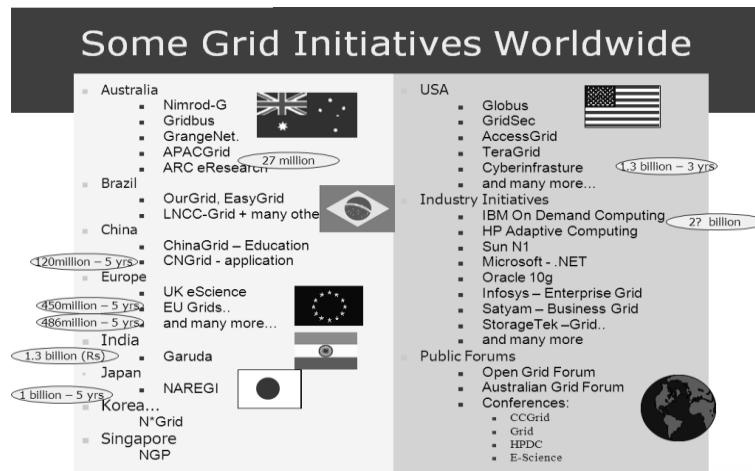 Some Grid Initiatives Worldwide
Australia
Nimrod-G
Gridbus
GrangeNet.
APACGrid
ARC eResearch
27 million
Brazil
OurGrid, EasyGrid
LNCC-Grid + many othe
China
ChinaGrid – Education
CNGrid - application
120million – 5 yrs
Europe
UK eScience
EU Grids..
450million – 5 yrs
and many more...
486million – 5 yrs
India
Garuda
1.3 billion (Rs)
Japan
NAREGI
1 billion – 5 yrs
Korea...
N*Grid
Singapore
NGP
USA
Globus
GridSec
AccessGrid
TeraGrid
Cyberinfrasture
1.3 billion – 3 yrs
and many more...
Industry Initiatives
IBM On Demand Computing
2? billion
HP Adaptive Computing
Sun N1
Microsoft - .NET
Oracle 10g
Infosys – Enterprise Grid
Satyam – Business Grid
StorageTek –Grid..
and many more
Public Forums
Open Grid Forum
Australian Grid Forum
Conferences:
CCGrid
Grid
HPDC
E-Science